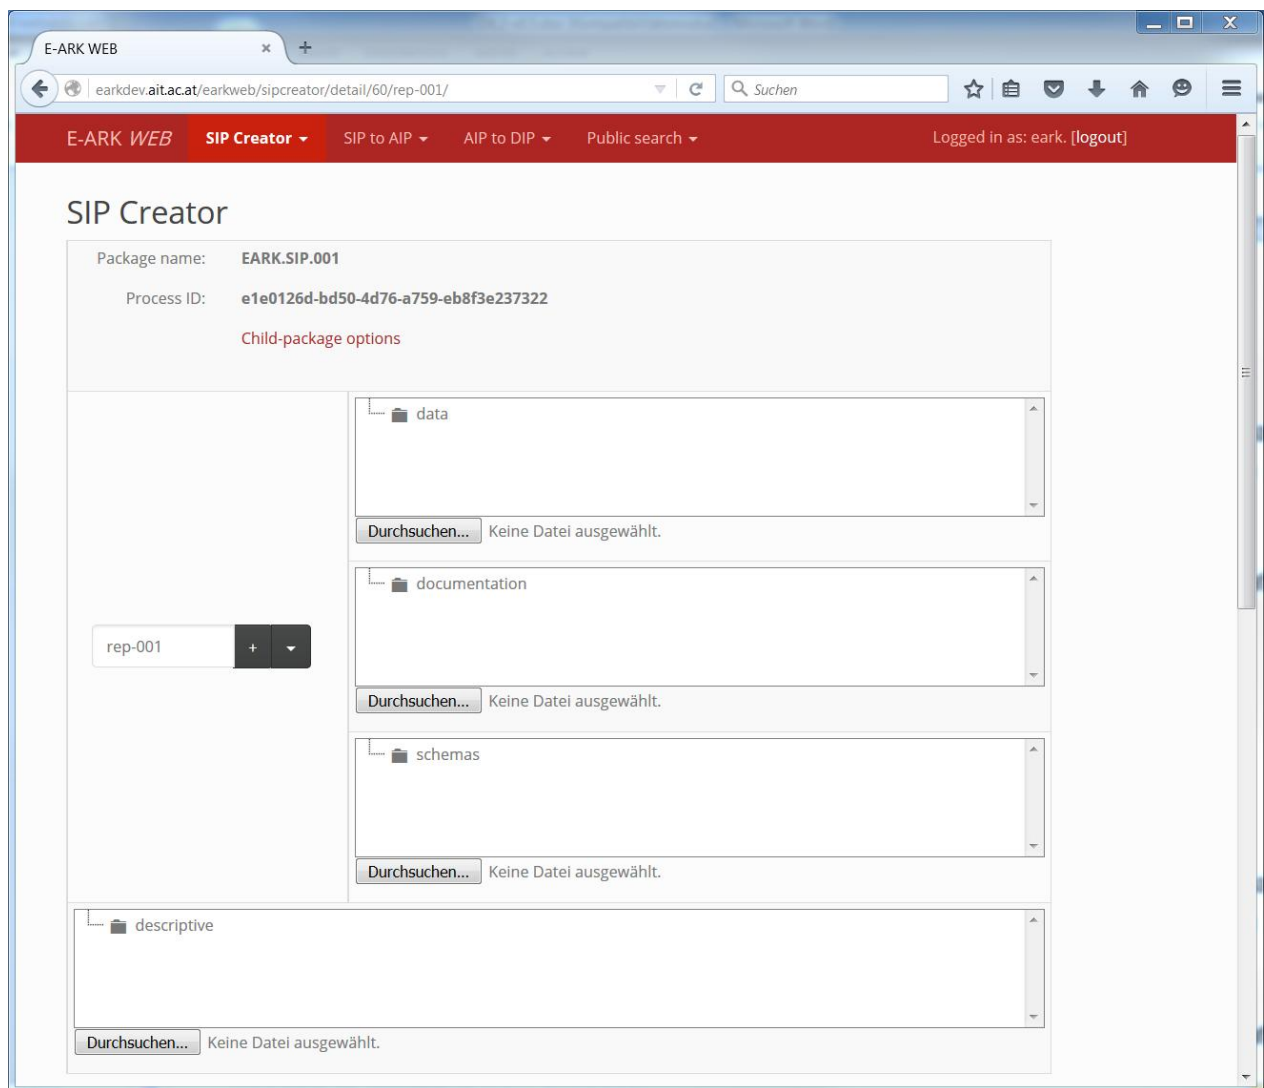 E-ARK WEB
earkdev.ait.ac.at/earkweb/sipcreator/detail/60/rep-001/
Suchen
E-ARK WEB SIP Creator SIP to AIP AIP to DIP Public search Logged in as: eark. [logout]
SIP Creator
Package name: EARK.SIP.001
Process ID: e1e0126d-bd50-4d76-a759-eb8f3e237322
Child-package options
data
Durchsuchen... Keine Datei ausgewählt.
documentation
rep-001 +
Durchsuchen... Keine Datei ausgewählt.
schemas
Durchsuchen... Keine Datei ausgewählt.
descriptive
Durchsuchen... Keine Datei ausgewählt.